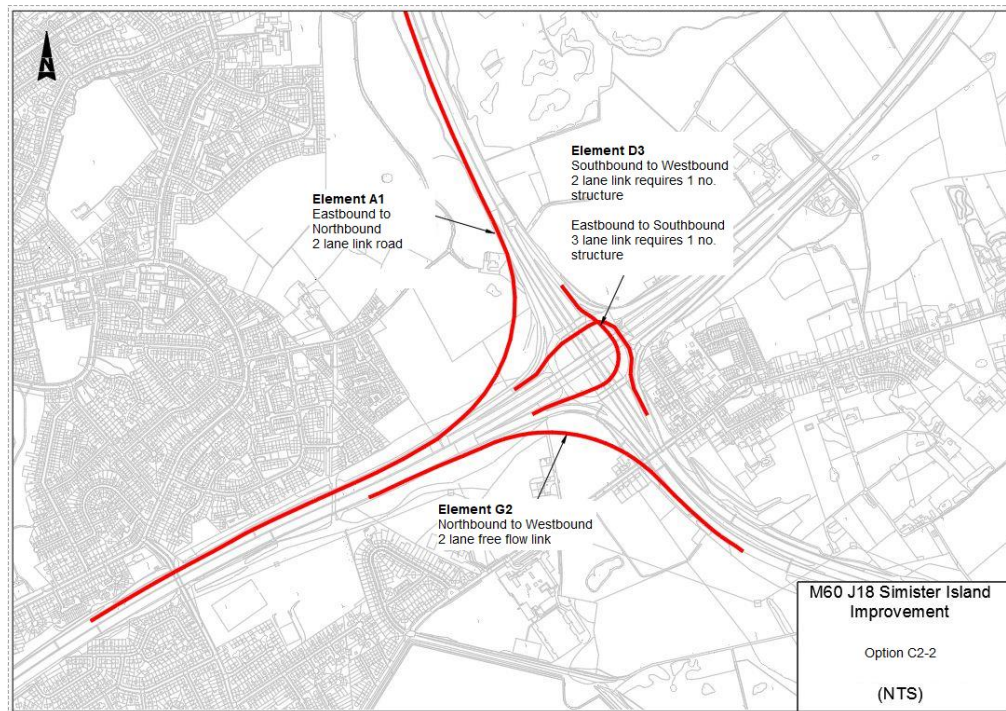 N
Element A1
Eastbound to
Northbound
2 lane link road
Element D3
Southbound to Westbound
2 lane link requires 1 no.
structure
Eastbound to Southbound
3 lane link requires 1 no.
structure
Element G2
Northbound to Westbound
2 lane free flow link
M60 J18 Simister Island
Improvement
Option C2-2
(NTS)